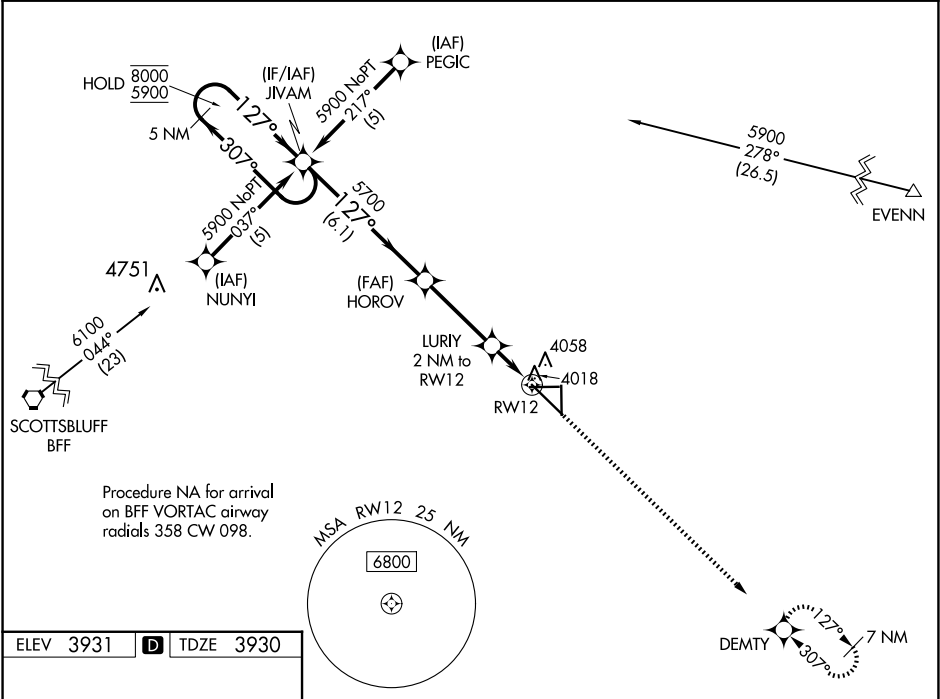 (IAF)
PEGIC
HOLD 8000
5900
(IF/IAF)
JIVAM
5900 NoPT
217°
(5)
127°
5 NM
307°
5900
278°
(26.5)
EVENN
5900 NoPT
037°
(5)
5700
127°
(6.1)
4751
(IAF)
NUNYI
(FAF)
HOROV
6100
044°
(23)
LURIY
2 NM to
RW12
4058
4018
RW12
SCOTTSBLUFF
BFF
Procedure NA for arrival
on BFF VORTAC airway
radials 358 CW 098.
MSA RW12 25 NM
6800
DEMTY
127°
307°
7 NM
ELEV 3931 D TDZE 3930